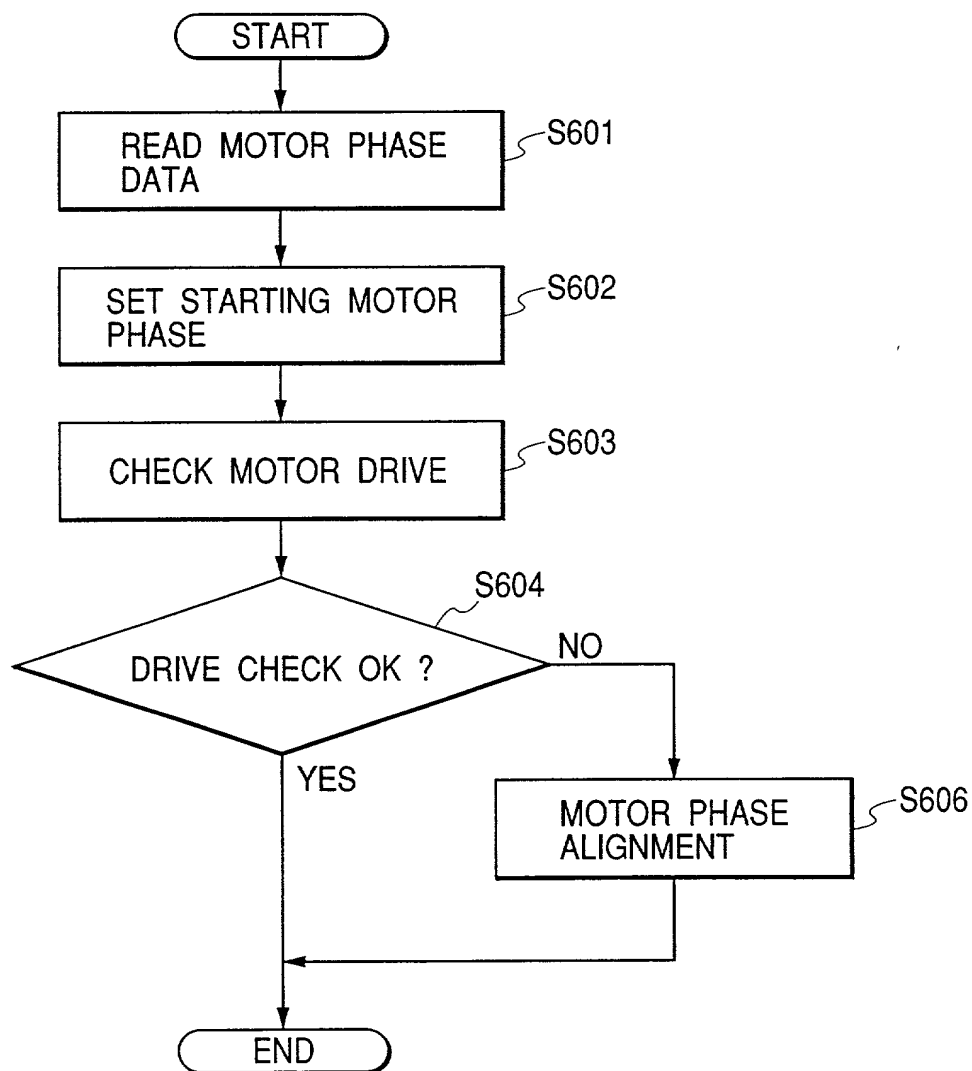 START
READ MOTOR PHASE
DATA
S601
SET STARTING MOTOR
PHASE
S602
CHECK MOTOR DRIVE
S603
S604
DRIVE CHECK OK ?
NO
YES
MOTOR PHASE
ALIGNMENT
S606
END